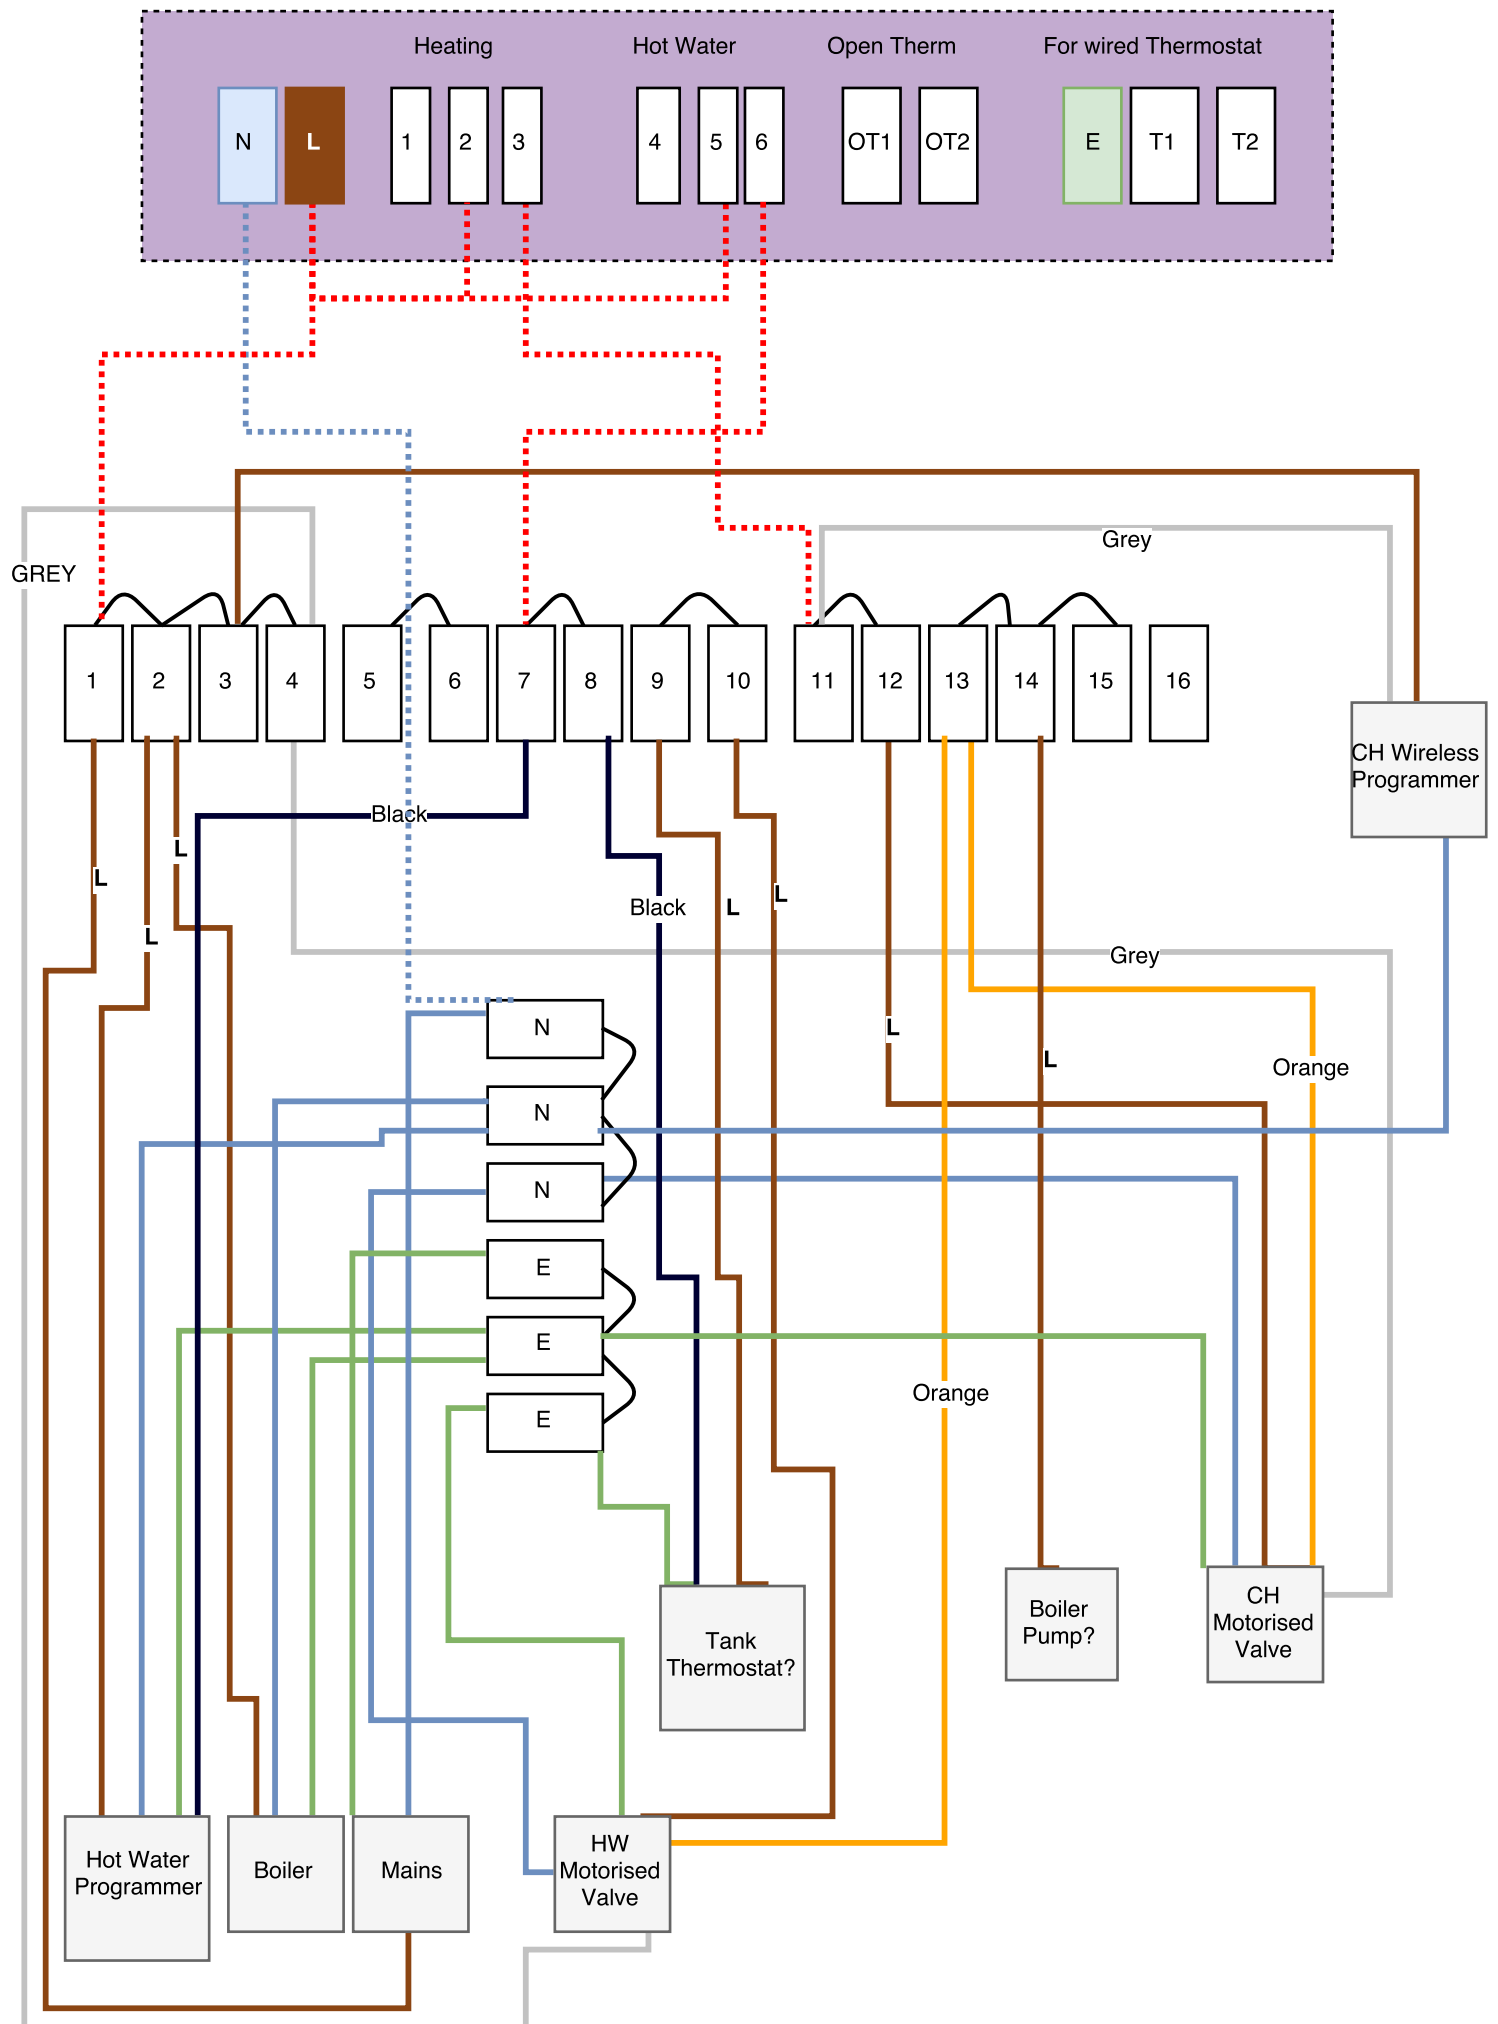 Heating Hot Water Open Therm For wired Thermostat
N L 1 2 3 4 5 6 OT1 OT2 E T1 T2
Grey
GREY
1 2 3 4 5 6 7 8 9 10 11 12 13 14 15 16
CH Wireless
Programmer
Black
L
L
L
Black
L
L
Grey
L
N
L
Orange
N
N
E
E
Orange
E
CH
Motorised
Valve
Boiler
Pump?
Tank
Thermostat?
Hot Water
Programmer
Boiler
Mains
HW
Motorised
Valve